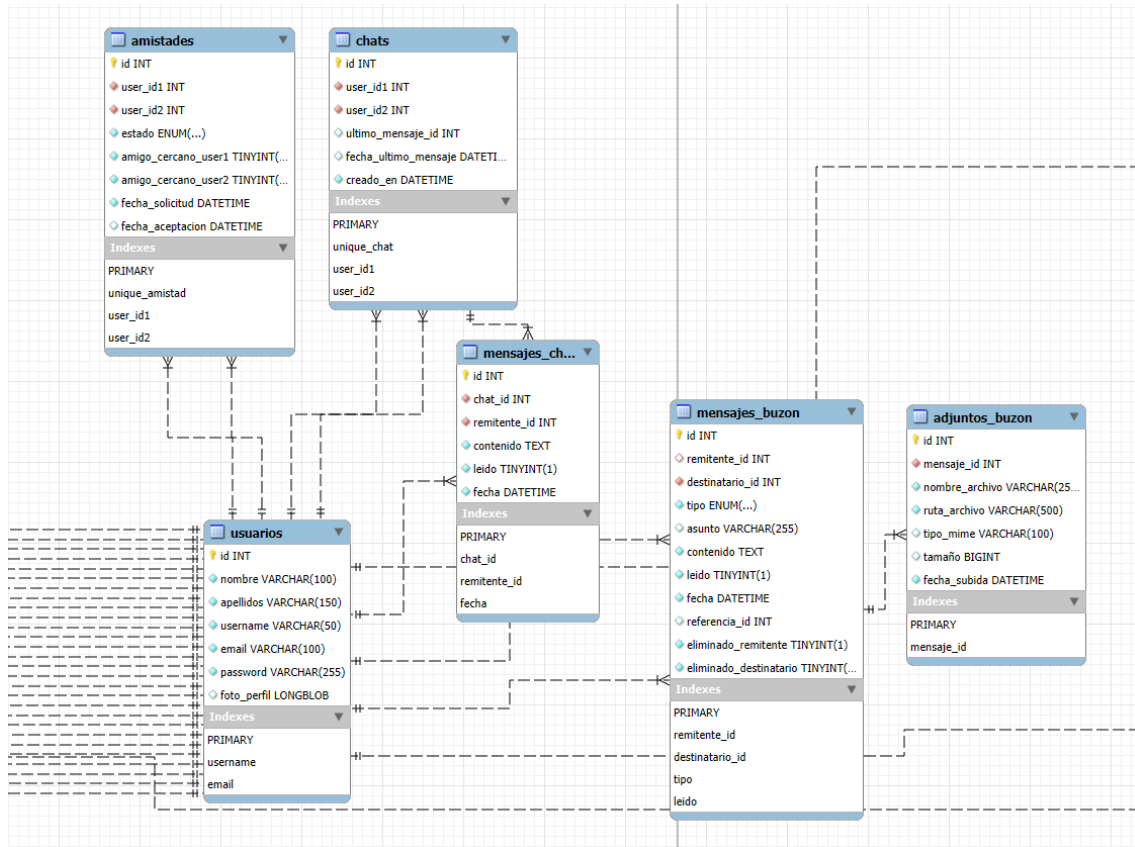 amistades
id INT
user_id1 INT
user_id2 INT
estado ENUM(...)
amigo_cercano_user1 TINYINT(...
amigo_cercano_user2 TINYINT(...
fecha_solicitud DATETIME
fecha_aceptacion DATETIME
Indexes
PRIMARY
unique_amistad
user_id1
user_id2
chats
id INT
user_id1 INT
user_id2 INT
ultimo_mensaje_id INT
fecha_ultimo_mensaje DATETI...
creado_en DATETIME
Indexes
PRIMARY
unique_chat
user_id1
user_id2
mensajes_ch...
id INT
chat_id INT
remitente_id INT
contenido TEXT
leido TINYINT(1)
fecha DATETIME
Indexes
PRIMARY
chat_id
remitente_id
fecha
mensajes_buzon
id INT
remitente_id INT
destinatario_id INT
tipo ENUM(...)
asunto VARCHAR(255)
contenido TEXT
leido TINYINT(1)
fecha DATETIME
referencia_id INT
eliminado_remitente TINYINT(1)
eliminado_destinatario TINYINT(...
Indexes
PRIMARY
remitente_id
destinatario_id
tipo
leido
adjuntos_buzon
id INT
mensaje_id INT
nombre_archivo VARCHAR(25...
ruta_archivo VARCHAR(500)
tipo_mime VARCHAR(100)
tamaño BIGINT
fecha_subida DATETIME
Indexes
PRIMARY
mensaje_id
usuarios
id INT
nombre VARCHAR(100)
apellidos VARCHAR(150)
username VARCHAR(50)
email VARCHAR(100)
password VARCHAR(255)
foto_perfil LONGBLOB
Indexes
PRIMARY
username
email